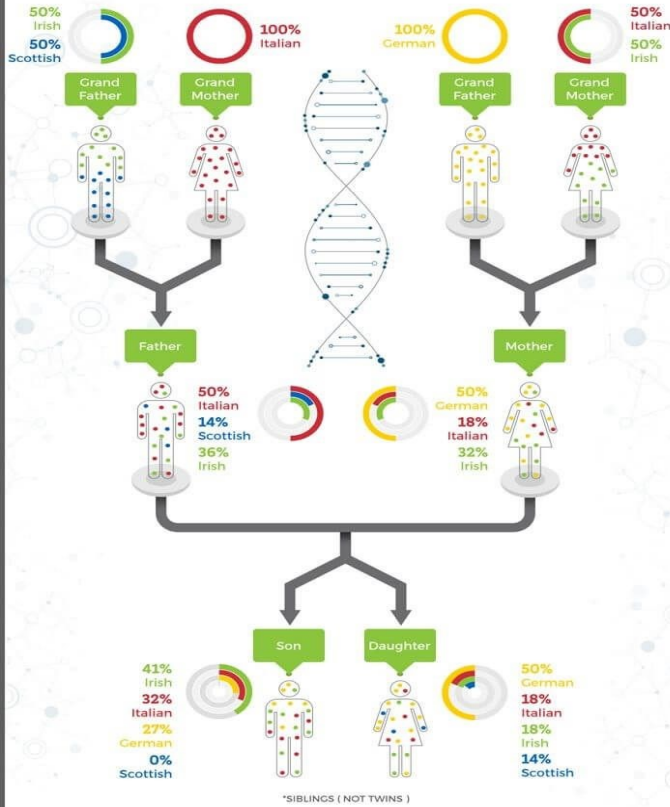 50%
Irish
50%
Scottish
100%
Italian
100%
German
50%
Italian
50%
Irish
Grand
Father
Grand
Mother
Grand
Father
Grand
Mother
Father
Mother
50%
Italian
14%
Scottish
36%
Irish
50%
German
18%
Italian
32%
Irish
Son
Daughter
41%
Irish
32%
Italian
27%
German
0%
Scottish
50%
German
18%
Italian
18%
Irish
14%
Scottish
*SIBLINGS ( NOT TWINS )